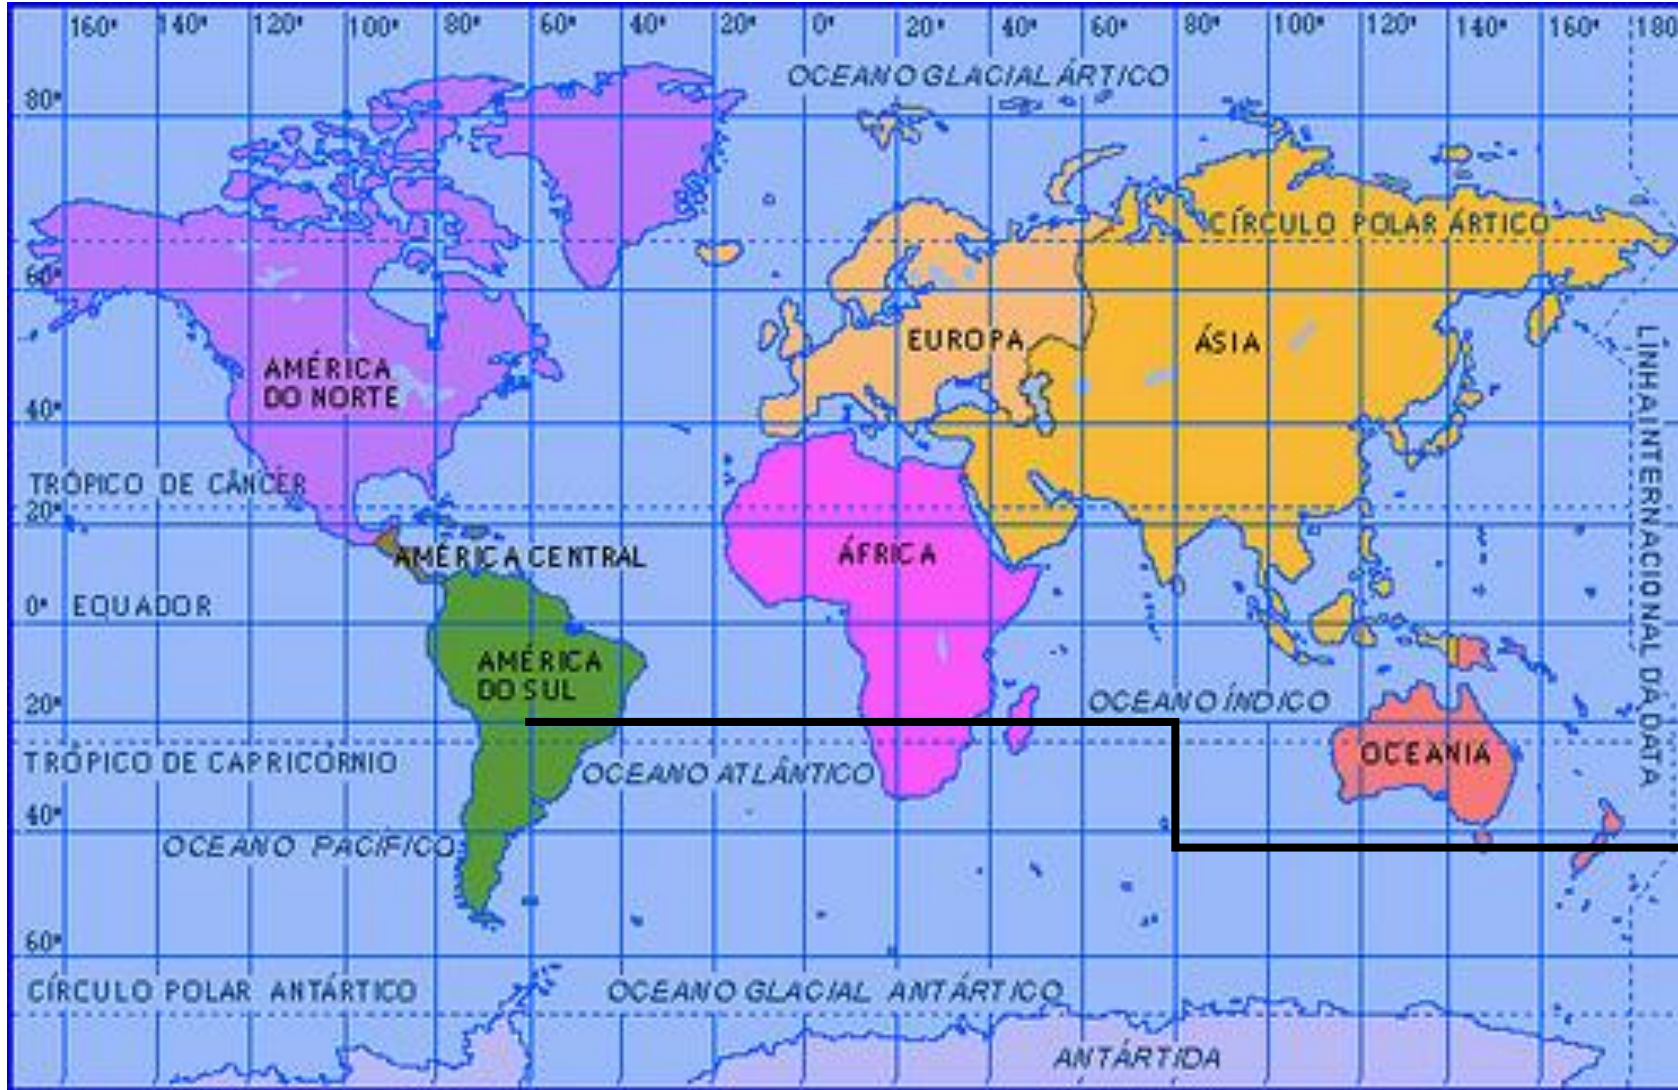 160° 140° 120° 100° 80° 60° 40° 20° 0° 20° 40° 60° 80° 100° 120° 140° 160° 180
OCEANO GLACIAL ÁRTICO
80°
CÍRCULO POLAR ÁRTICO
60°
EUROPA
ÁSIA
AMÉRICA
DO NORTE
40°
TRÓPICO DE CÂNCER
20°
AMÉRICA CENTRAL
ÁFRICA
0° EQUADOR
LINHA INTERNACIONAL DA DATA
AMÉRICA
DO SUL
20°
OCEANO ÍNDICO
TRÓPICO DE CAPRICÓRNIO
OCEANO ATLÂNTICO
OCEANIA
40°
OCEANO PACÍFICO
60°
CÍRCULO POLAR ANTÁRTICO
OCEANO GLACIAL ANTÁRTICO
ANTÁRTIDA